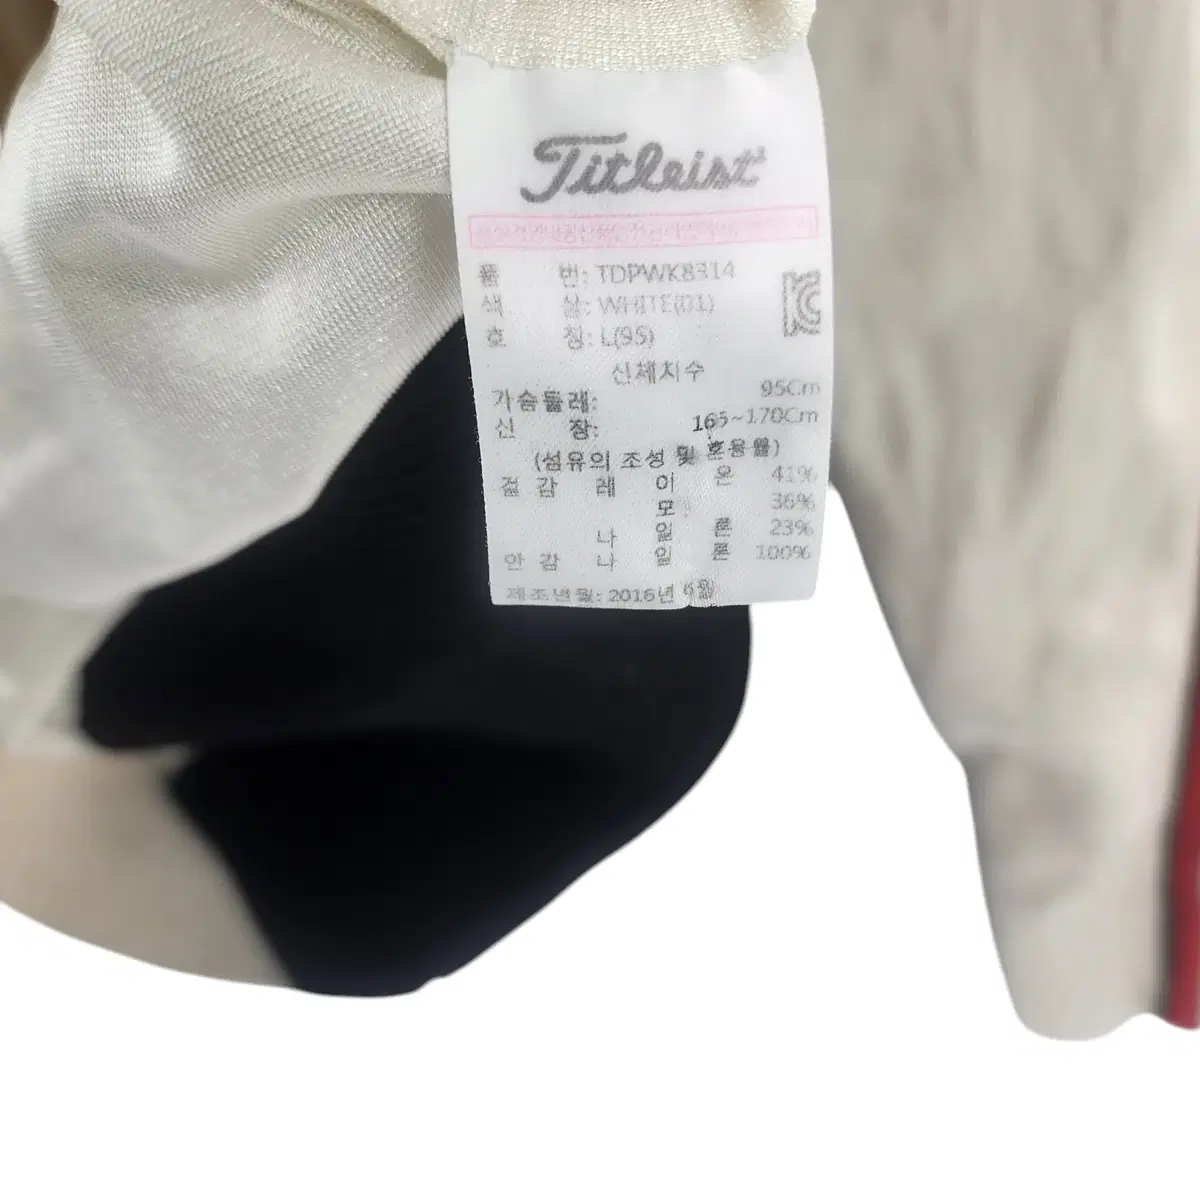 Titleist
품 번: TDPWK8314
색 상: WHITE(01)
호 칭: L(95)
신체치수
가슴둘레: 95Cm
신 장: 165~170Cm
(섬유의 조성 및 혼용율)
겉감 레이온 41%
모 36%
나일론 23%
안감 나일론 100%
제조년월: 2016년 6월